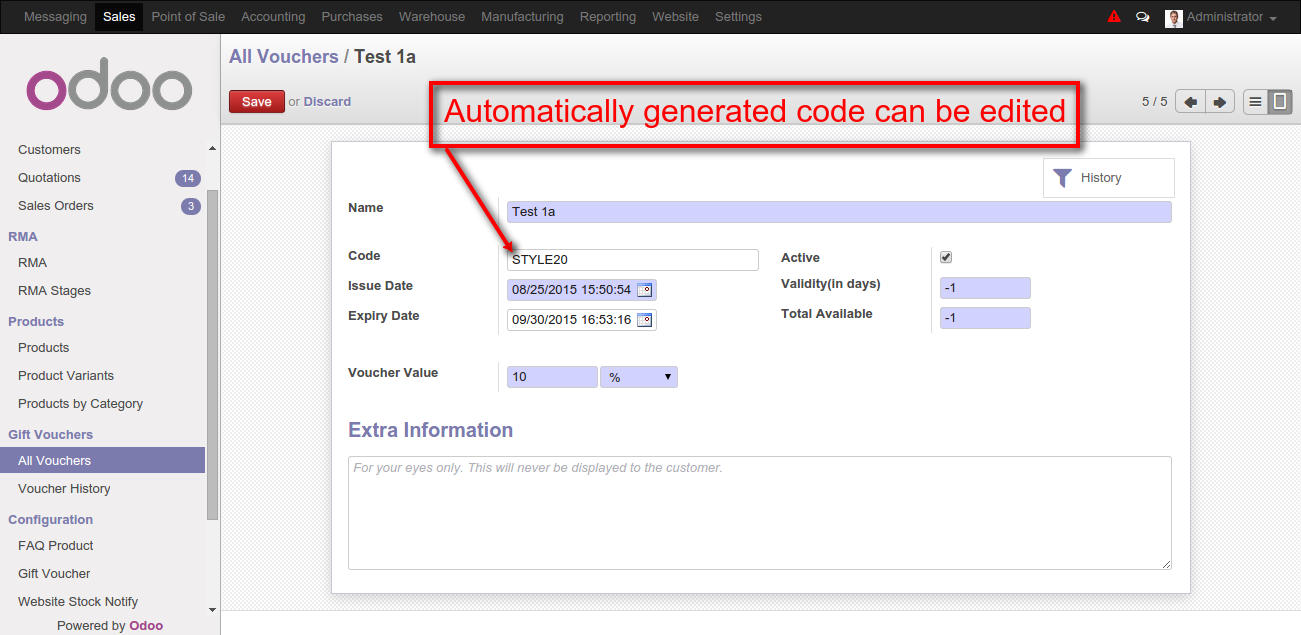 Messaging Sales Point of Sale Accounting Purchases Warehouse Manufacturing Reporting Website Settings Administrator
odoo
Customers
Quotations 14
Sales Orders 3
RMA
RMA
RMA Stages
Products
Products
Product Variants
Products by Category
Gift Vouchers
All Vouchers
Voucher History
Configuration
FAQ Product
Gift Voucher
Website Stock Notify
Powered by Odoo
All Vouchers / Test 1a
Save or Discard
5 / 5
Automatically generated code can be edited
History
Name Test 1a
Code STYLE20
Issue Date 08/25/2015 15:50:54
Expiry Date 09/30/2015 16:53:16
Active
Validity(in days) -1
Total Available -1
Voucher Value 10 %
Extra Information
For your eyes only. This will never be displayed to the customer.